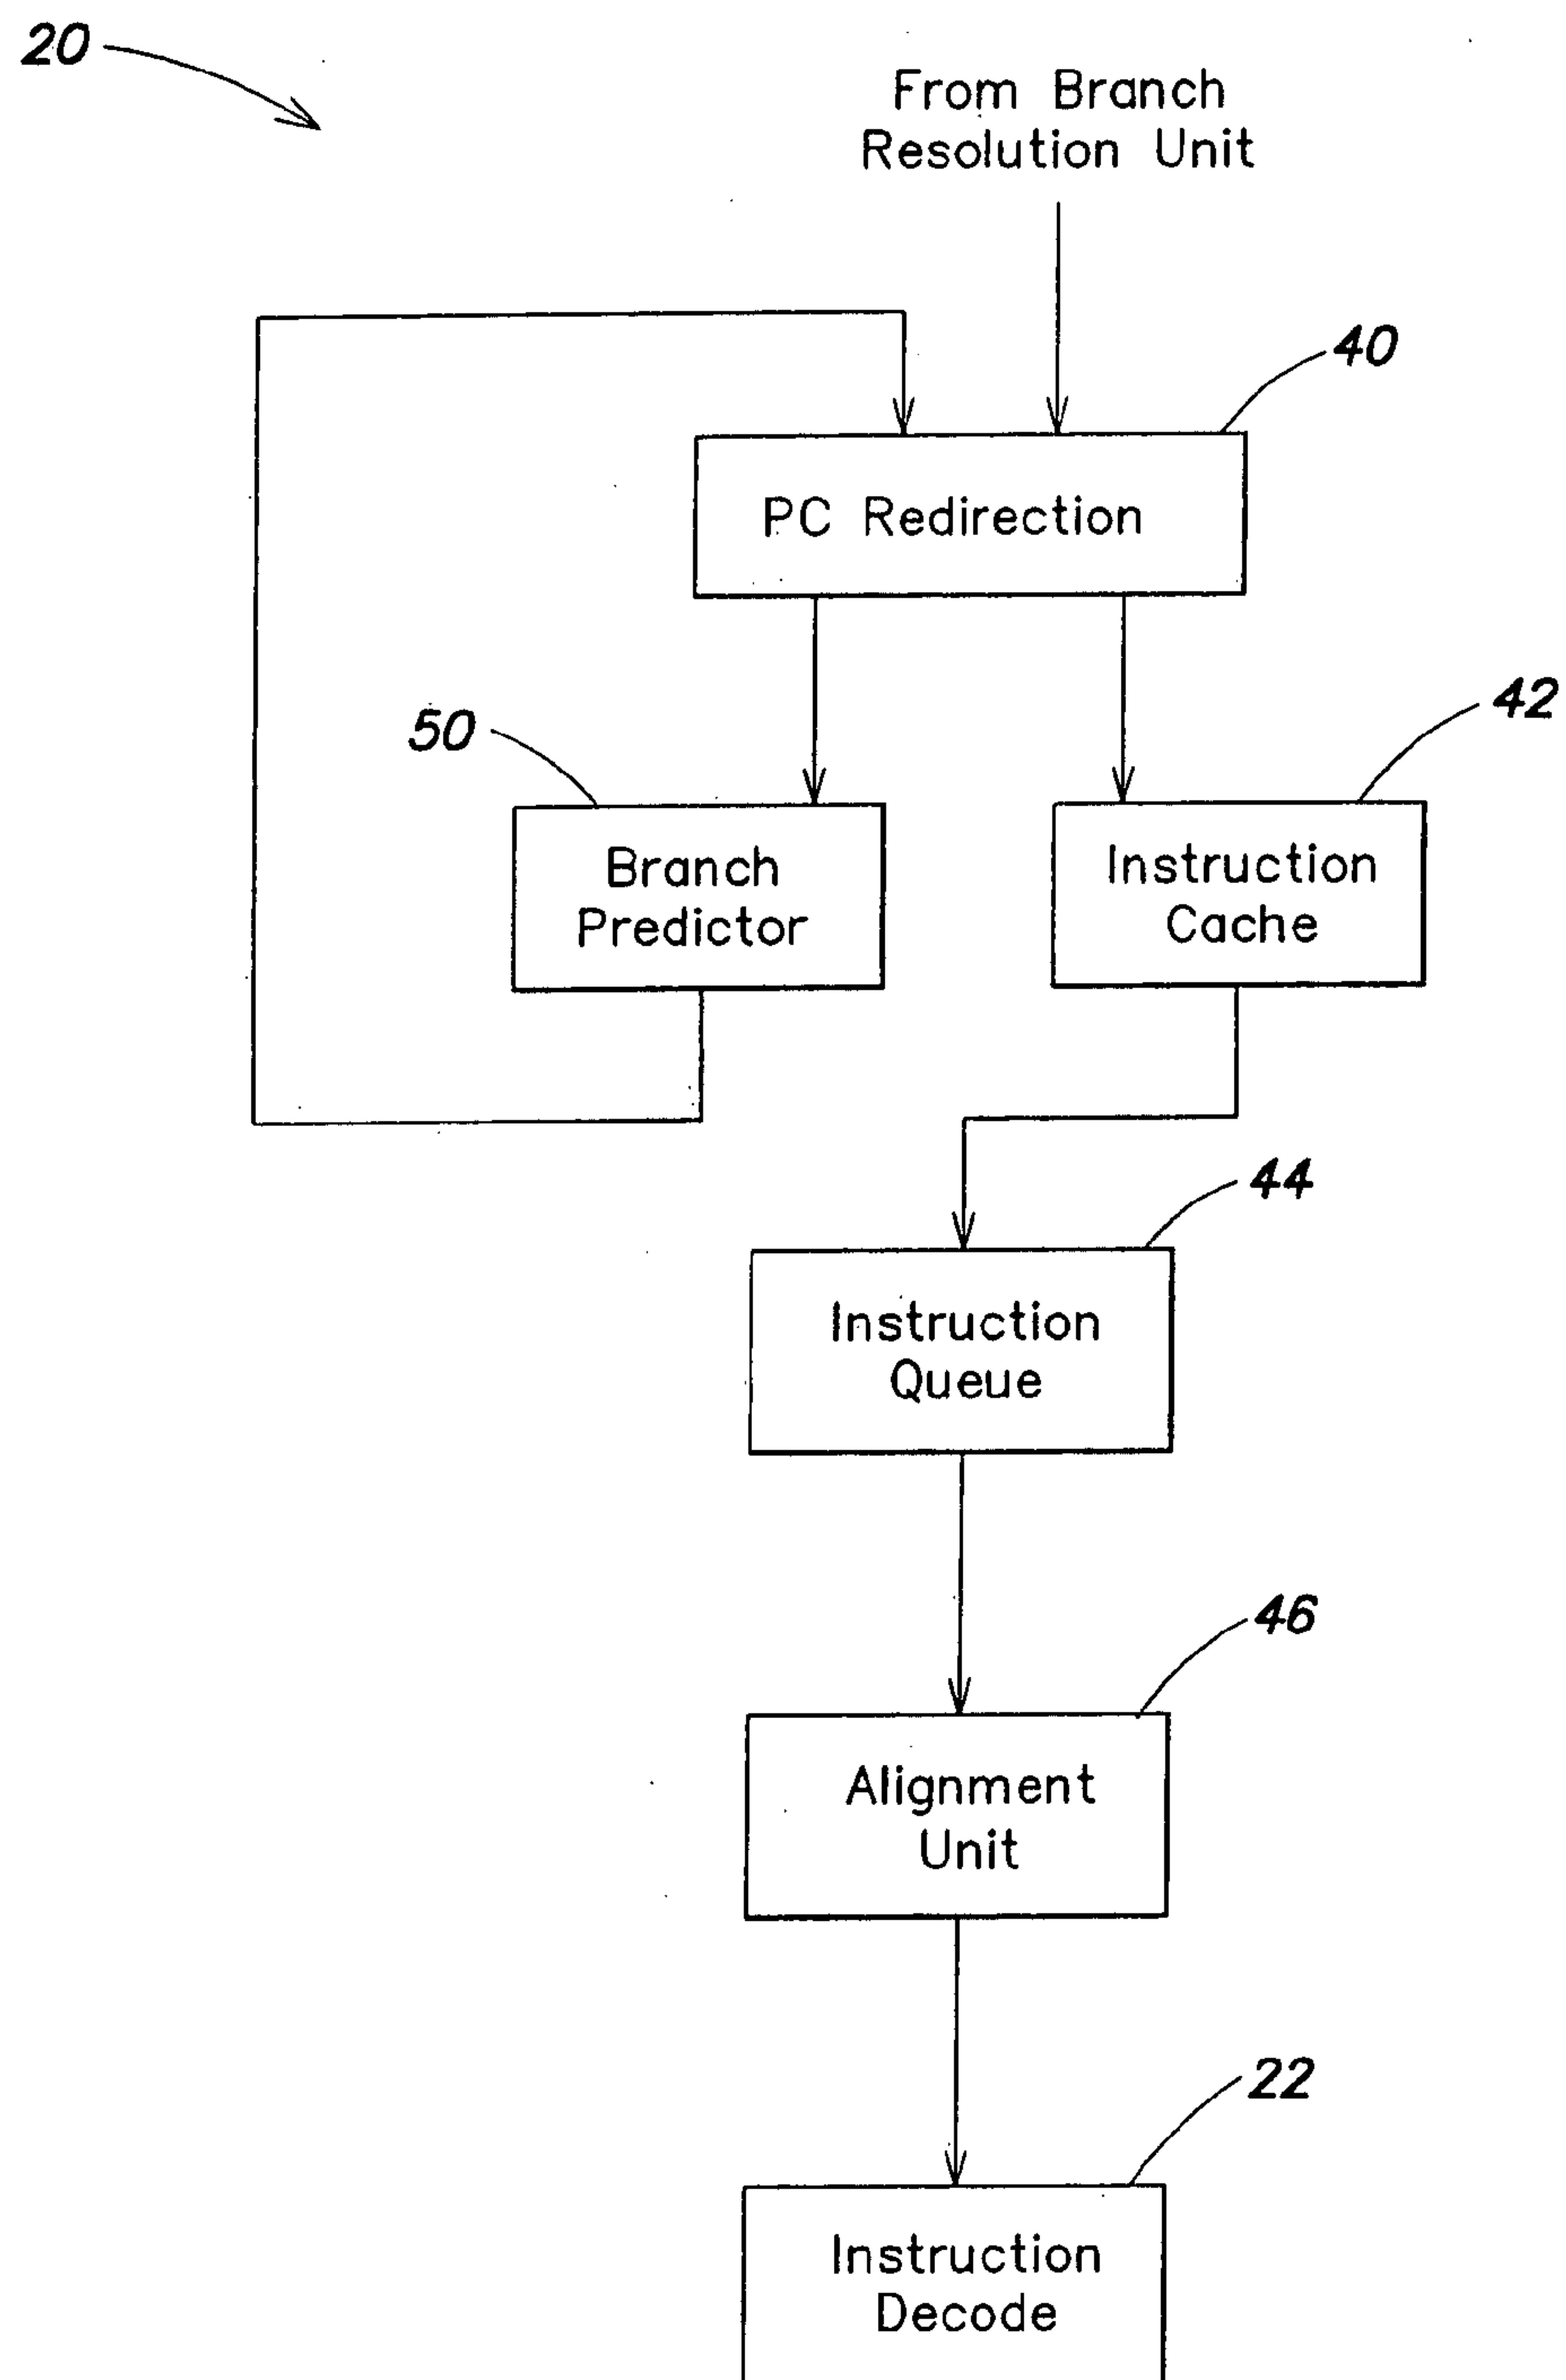 20
From Branch
Resolution Unit
40
PC Redirection
42
50
Branch
Predictor
Instruction
Cache
44
Instruction
Queue
46
Alignment
Unit
22
Instruction
Decode